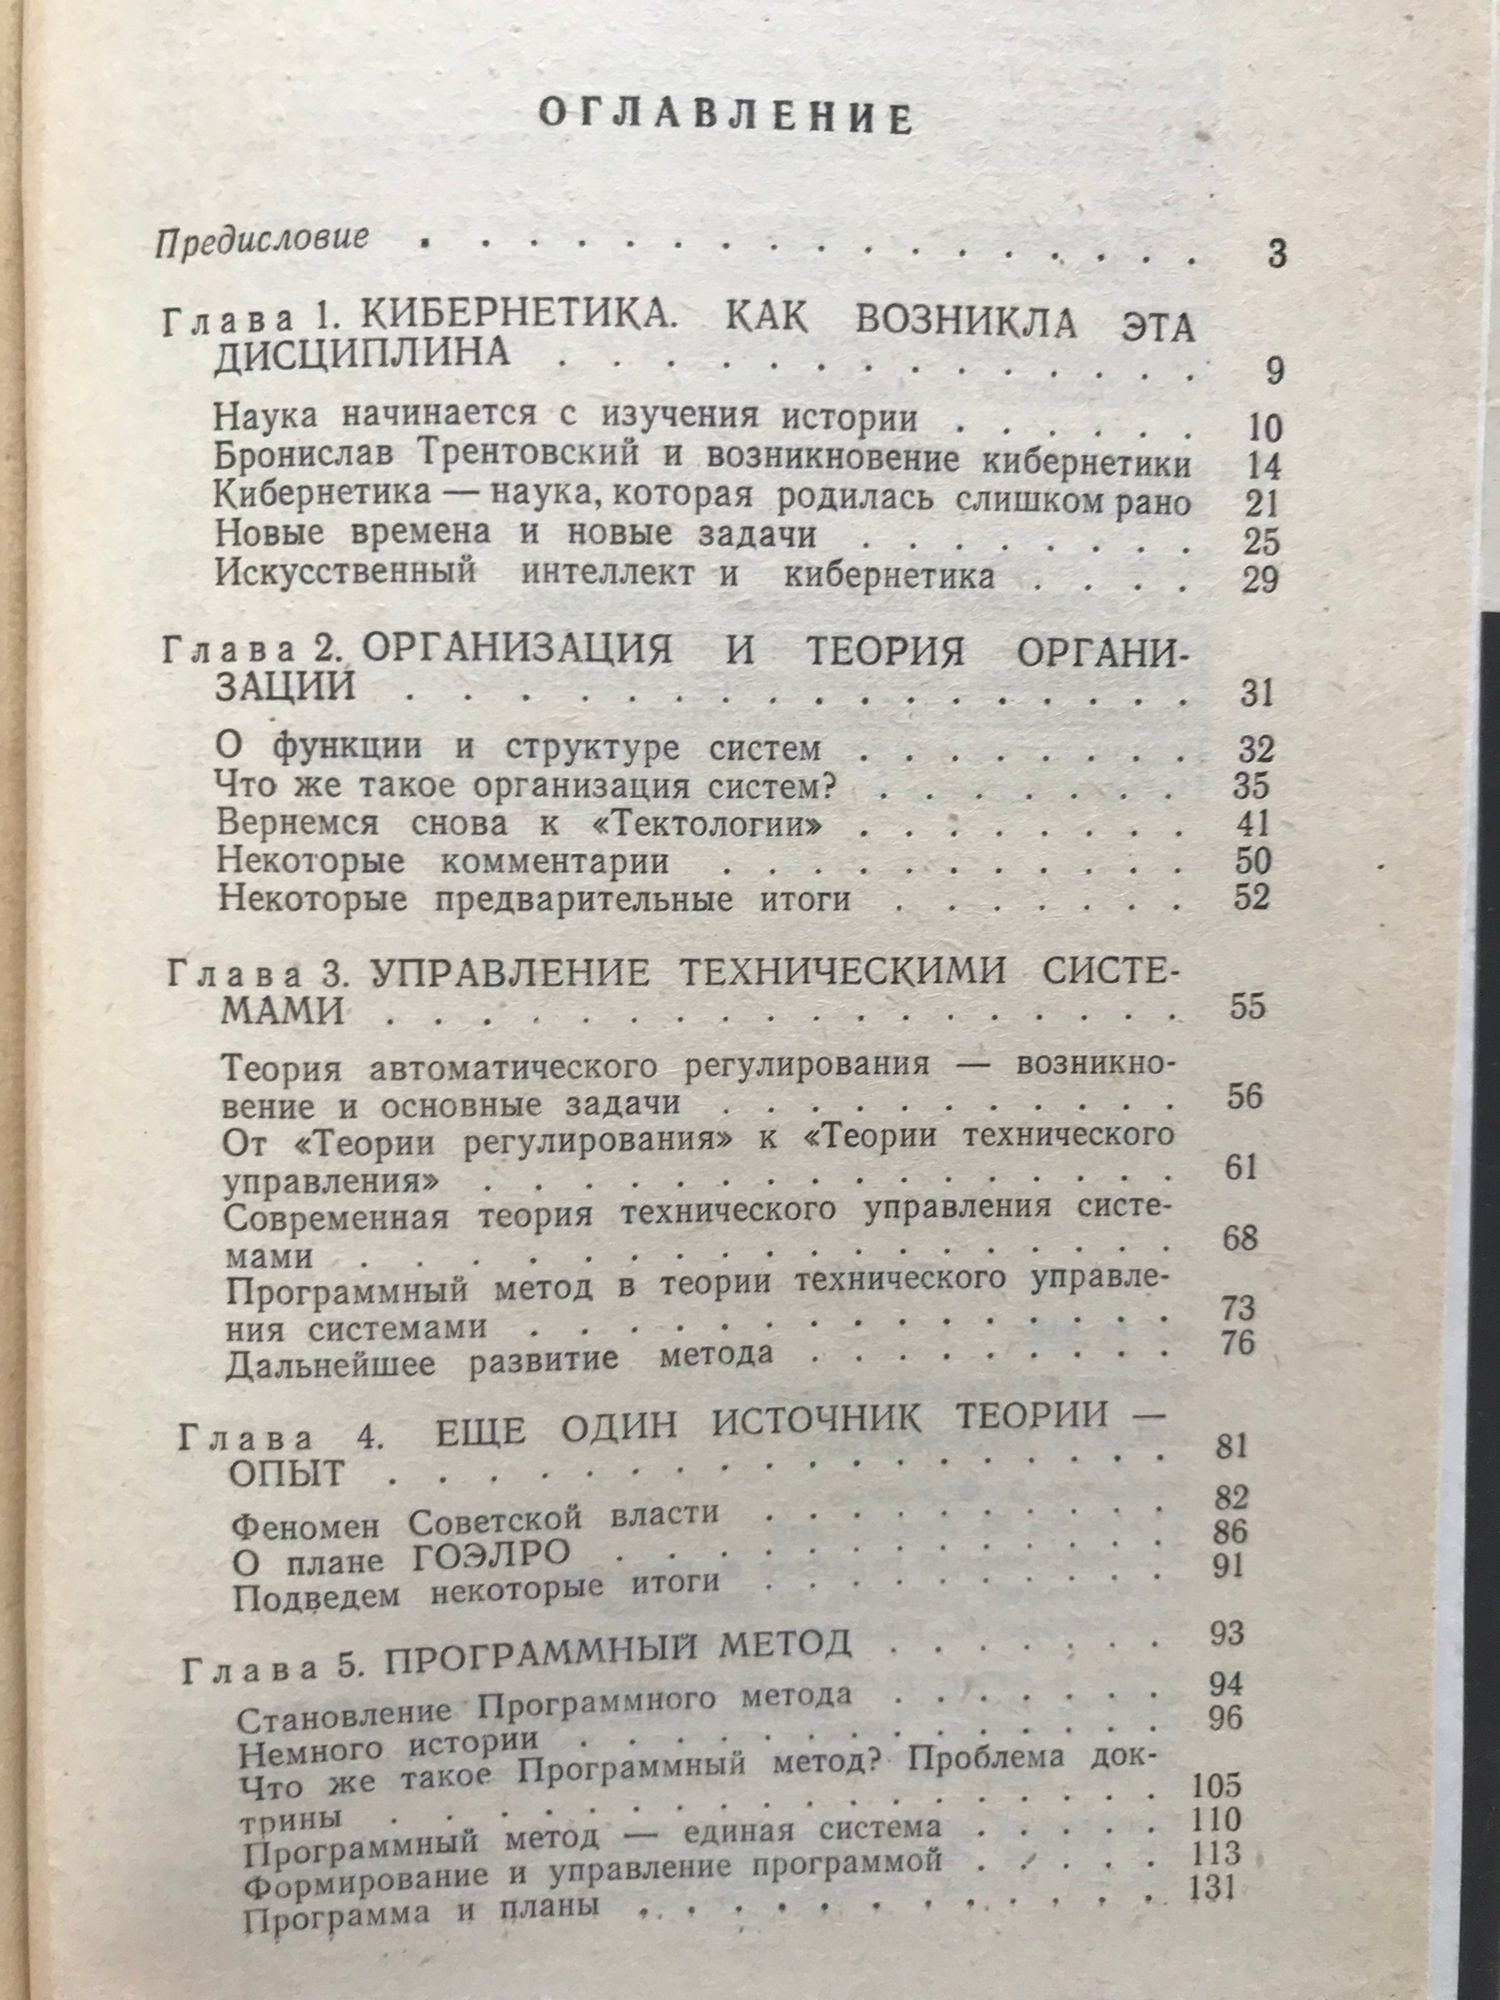 ОГЛАВЛЕНИЕ
Предисловие . . . . . . . . . . . . . . . . . 3
Глава 1. КИБЕРНЕТИКА. КАК ВОЗНИКЛА ЭТА
ДИСЦИПЛИНА . . . . . . . . . . . . . . 9
Наука начинается с изучения истории . . . . . . 10
Бронислав Трентовский и возникновение кибернетики 14
Кибернетика — наука, которая родилась слишком рано 21
Новые времена и новые задачи . . . . . . . . 25
Искусственный интеллект и кибернетика . . . . 29
Глава 2. ОРГАНИЗАЦИЯ И ТЕОРИЯ ОРГАНИ-
ЗАЦИЙ . . . . . . . . . . . . . . . . . 31
О функции и структуре систем . . . . . . . . 32
Что же такое организация систем? . . . . . . . 35
Вернемся снова к «Тектологии» . . . . . . . . 41
Некоторые комментарии . . . . . . . . . . . 50
Некоторые предварительные итоги . . . . . . . 52
Глава 3. УПРАВЛЕНИЕ ТЕХНИЧЕСКИМИ СИСТЕ-
МАМИ . . . . . . . . . . . . . . . . . 55
Теория автоматического регулирования — возникно-
вение и основные задачи . . . . . . . . . . . 56
От «Теории регулирования» к «Теории технического
управления» . . . . . . . . . . . . . . . 61
Современная теория технического управления систе-
мами . . . . . . . . . . . . . . . . . 68
Программный метод в теории технического управле-
ния системами . . . . . . . . . . . . . . 73
Дальнейшее развитие метода . . . . . . . . . 76
Глава 4. ЕЩЕ ОДИН ИСТОЧНИК ТЕОРИИ —
ОПЫТ . . . . . . . . . . . . . . . . . 81
Феномен Советской власти . . . . . . . . . . 82
О плане ГОЭЛРО . . . . . . . . . . . . . 86
Подведем некоторые итоги . . . . . . . . . . 91
Глава 5. ПРОГРАММНЫЙ МЕТОД . . . . . . . 93
Становление Программного метода . . . . . . . 94
Немного истории . . . . . . . . . . . . . 96
Что же такое Программный метод? Проблема док-
трины . . . . . . . . . . . . . . . . . 105
Программный метод — единая система . . . . . 110
Формирование и управление программой . . . . . 113
Программа и планы . . . . . . . . . . . . 131